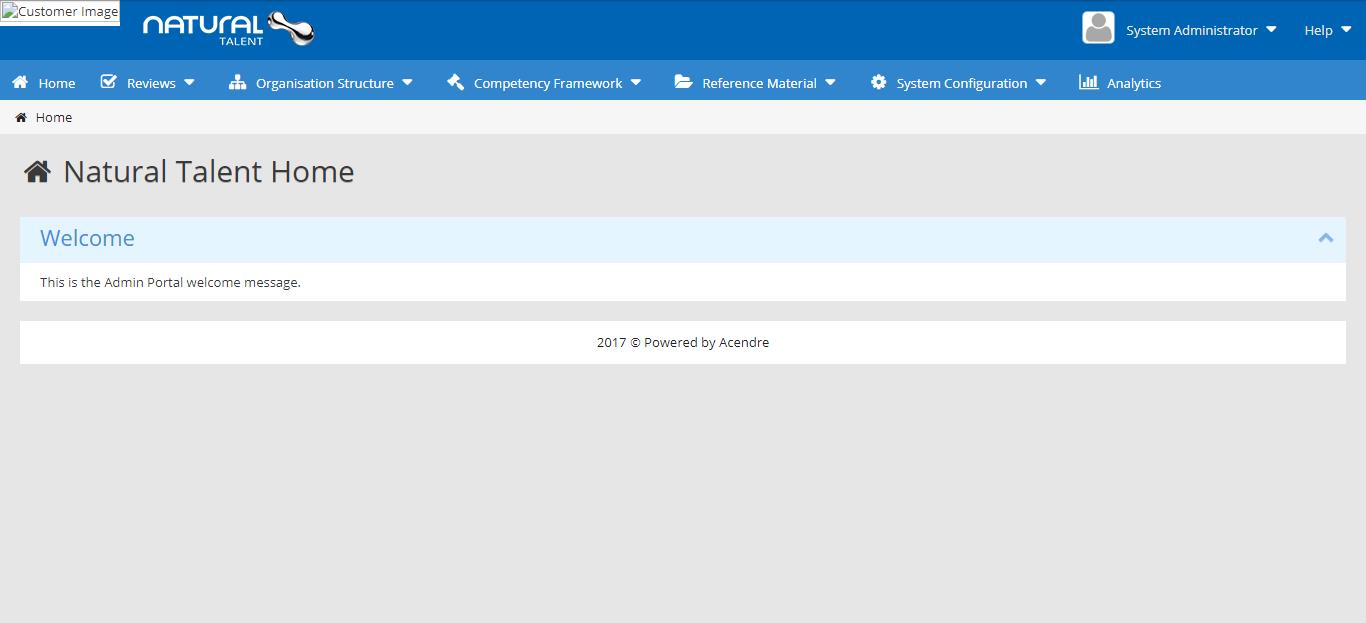 Customer Image
NATURAL
TALENT
System Administrator
Help
Home
Reviews
Organisation Structure
Competency Framework
Reference Material
System Configuration
Analytics
Home
Natural Talent Home
Welcome
This is the Admin Portal welcome message.
2017 © Powered by Acendre